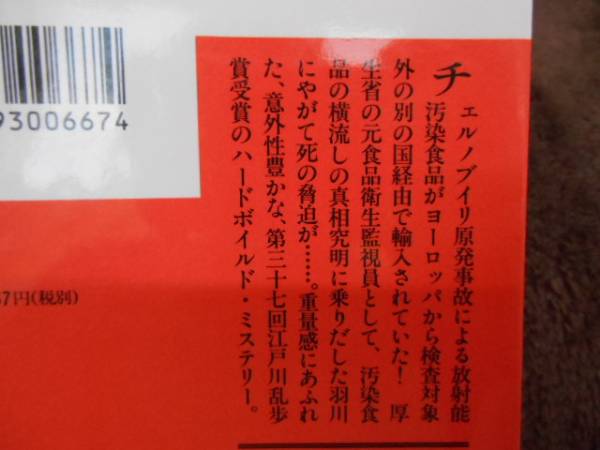 チェルノブイリ原発事故による放射能
汚染食品がヨーロッパから検査対象
外の別の国経由で輸入されていた! 厚
生省の元食品衛生監視員として、汚染食
品の横流しの真相究明に乗りだした羽川
にやがて死の脅迫が……。重量感にあふれ
た、意外性豊かな、第三十七回江戸川乱歩
賞受賞のハードボイルド・ミステリー。
93006674
7円(税別)